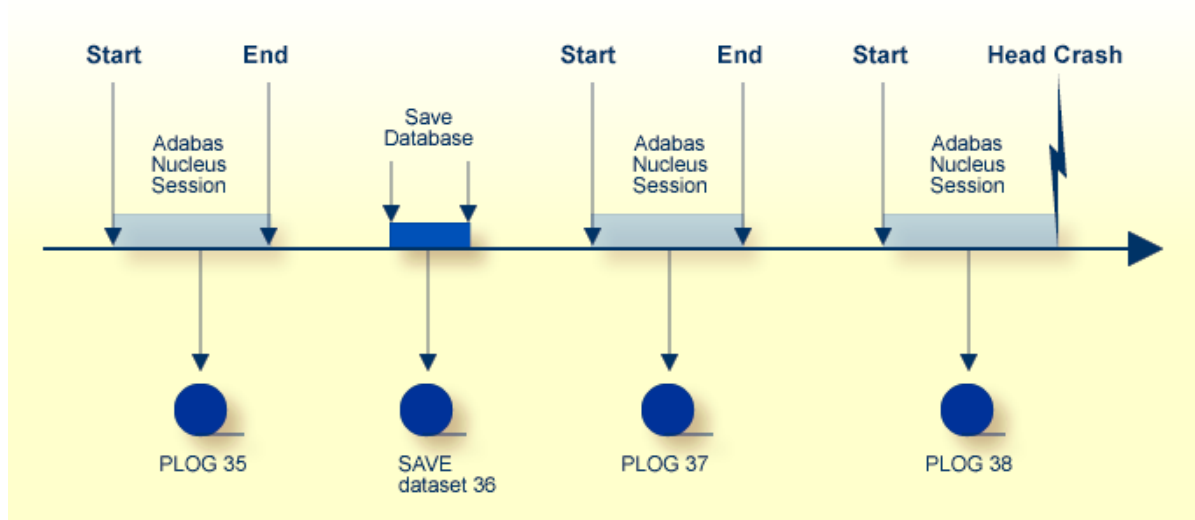 Start
End
Start
End
Start
Head Crash
Save
Database
Adabas
Nucleus
Session
Adabas
Nucleus
Session
Adabas
Nucleus
Session
PLOG 35
SAVE
dataset 36
PLOG 37
PLOG 38